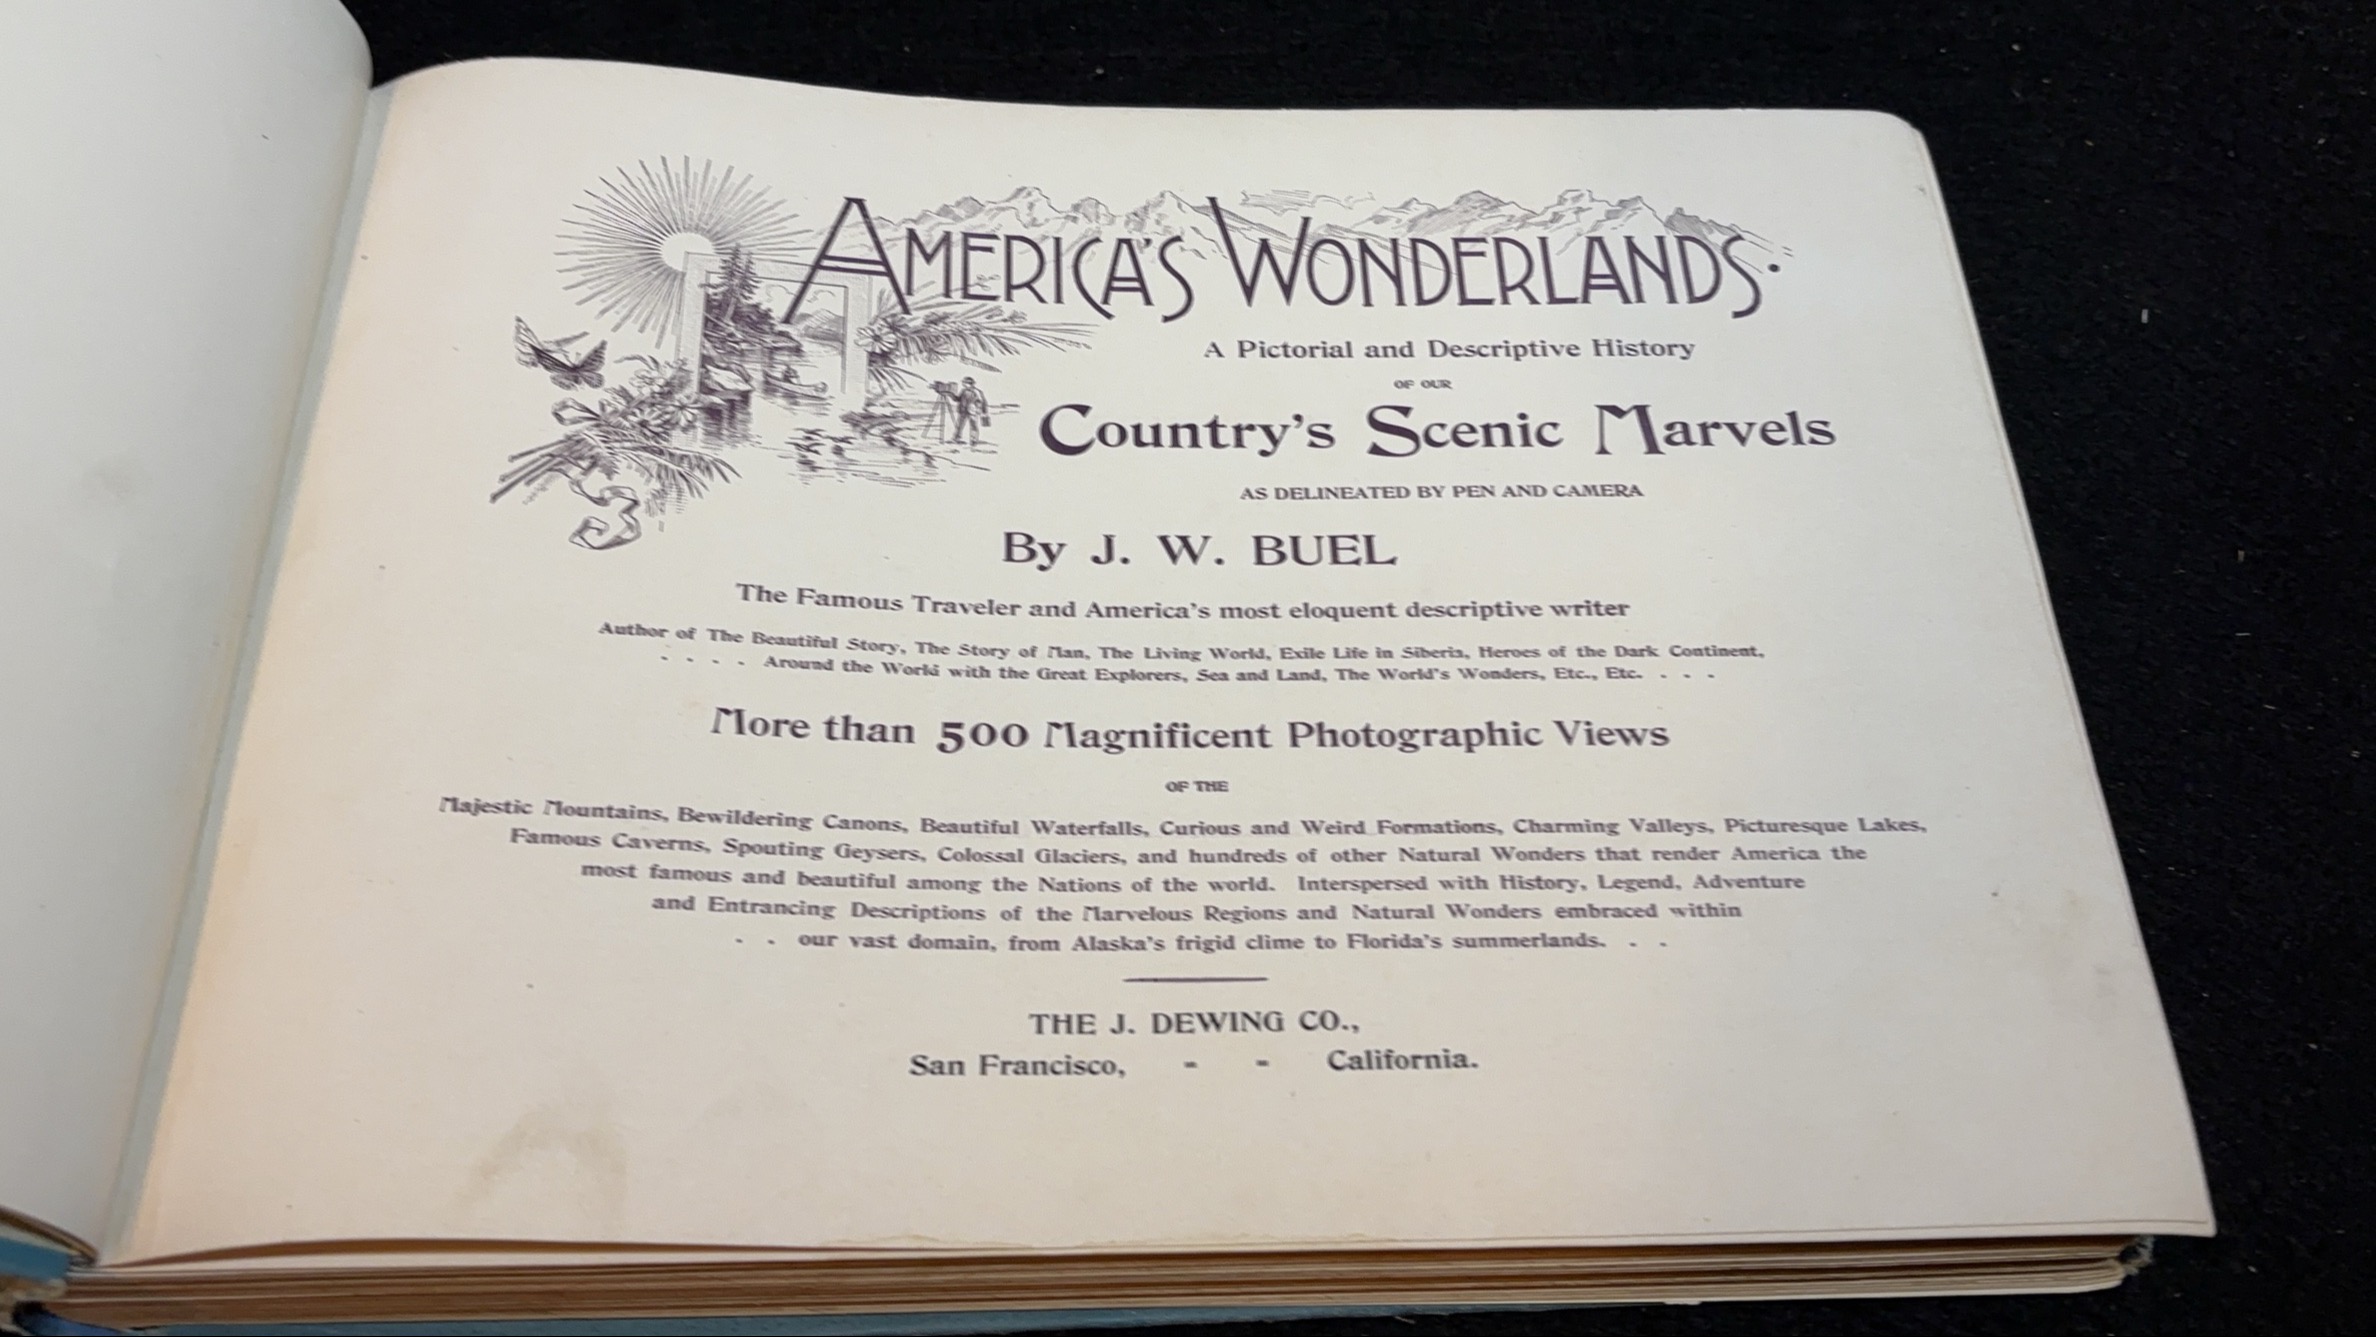 AMERICA'S WONDERLANDS.
A Pictorial and Descriptive History
OF OUR
Country's Scenic Marvels
AS DELINEATED BY PEN AND CAMERA
By J. W. BUEL
The Famous Traveler and America's most eloquent descriptive writer
Author of The Beautiful Story, The Story of Man, The Living World, Exile Life in Siberia, Heroes of the Dark Continent,
. . . . Around the World with the Great Explorers, Sea and Land, The World's Wonders, Etc., Etc. . . .
More than 500 Magnificent Photographic Views
OF THE
Majestic Mountains, Bewildering Canons, Beautiful Waterfalls, Curious and Weird Formations, Charming Valleys, Picturesque Lakes,
Famous Caverns, Spouting Geysers, Colossal Glaciers, and hundreds of other Natural Wonders that render America the
most famous and beautiful among the Nations of the world. Interspersed with History, Legend, Adventure
and Entrancing Descriptions of the Marvelous Regions and Natural Wonders embraced within
. . our vast domain, from Alaska's frigid clime to Florida's summerlands. . .
THE J. DEWING CO.,
San Francisco, - - California.